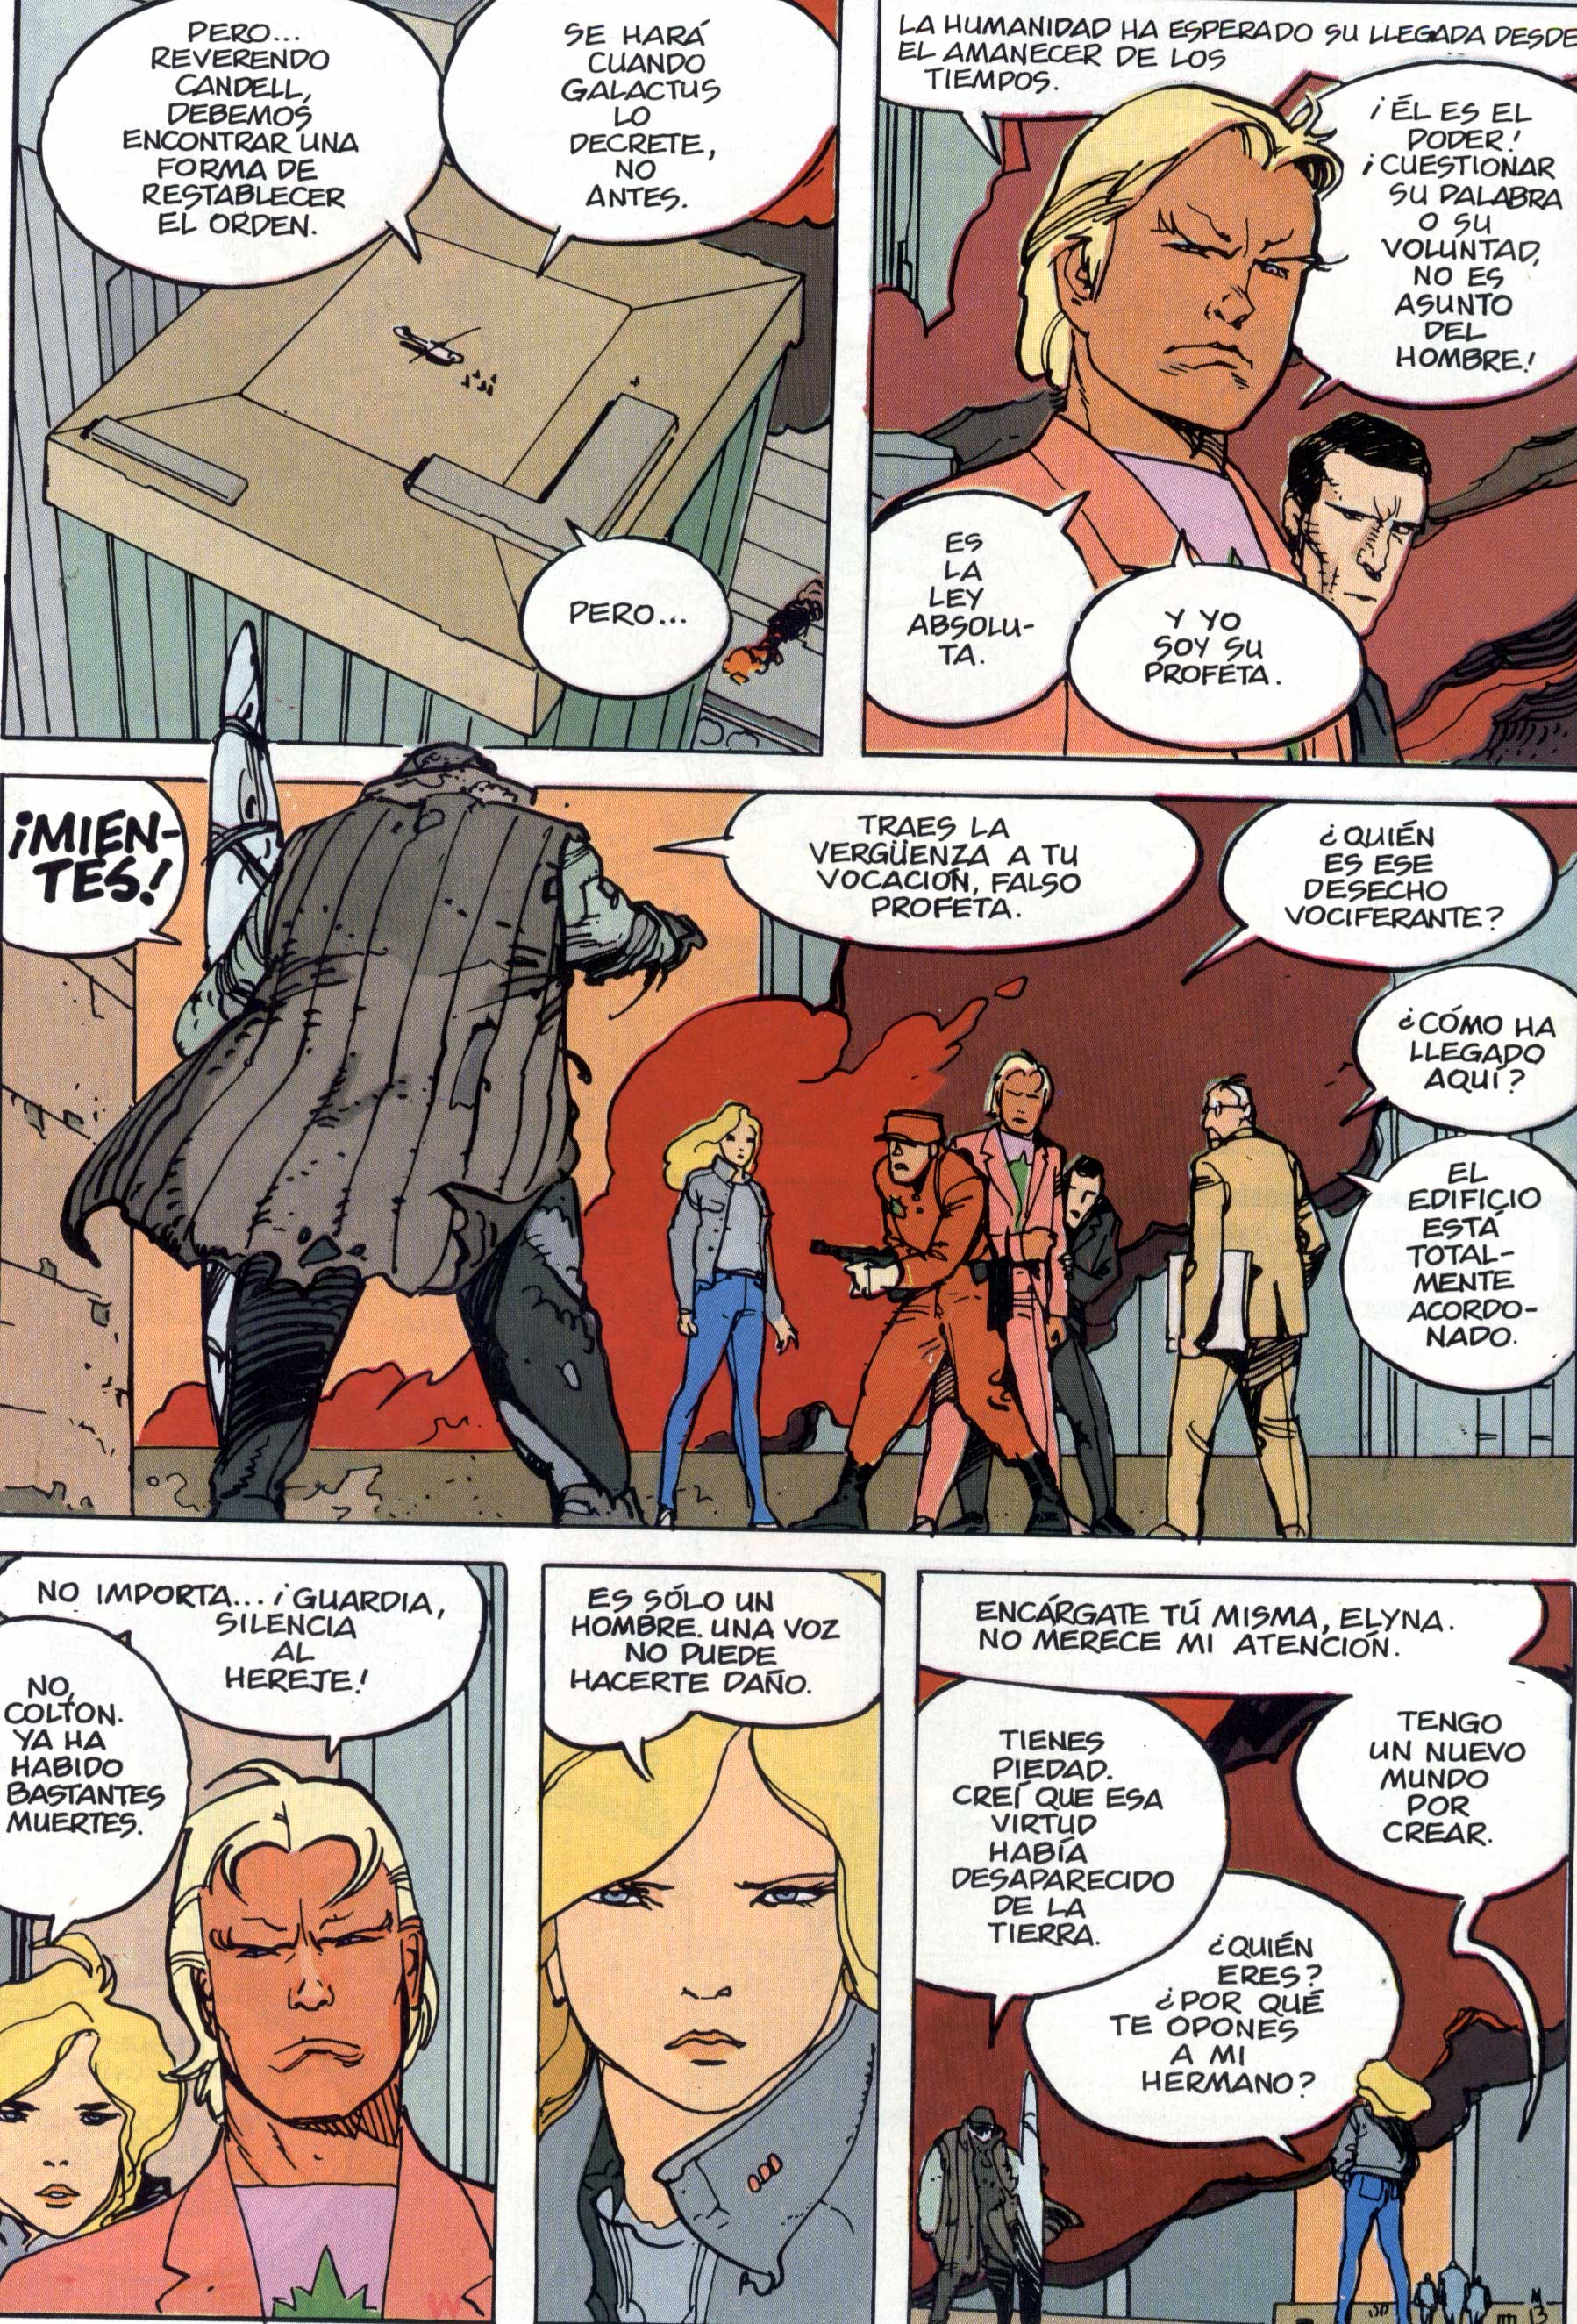 PERO...
REVERENDO
CANDELL,
DEBEMOS
ENCONTRAR UNA
FORMA DE
RESTABLECER
EL ORDEN.
SE HARÁ
CUANDO
GALACTUS
LO
DECRETE,
NO
ANTES.
PERO...
LA HUMANIDAD HA ESPERADO SU LLEGADA DESDE
EL AMANECER DE LOS
TIEMPOS.
¡ÉL ES EL
PODER!
¡CUESTIONAR
SU PALABRA
O SU
VOLUNTAD,
NO ES
ASUNTO
DEL
HOMBRE!
ES
LA
LEY
ABSOLU-
TA.
Y YO
SOY SU
PROFETA.
¡MIEN-
TES!
TRAES LA
VERGÜENZA A TU
VOCACIÓN, FALSO
PROFETA.
¿QUIÉN
ES ESE
DESECHO
VOCIFERANTE?
¿CÓMO HA
LLEGADO
AQUÍ?
EL
EDIFICIO
ESTÁ
TOTAL-
MENTE
ACORDO-
NADO.
NO IMPORTA... ¡GUARDIA,
SILENCIA
AL
HEREJE!
NO,
COLTON.
YA HA
HABIDO
BASTANTES
MUERTES.
ES SÓLO UN
HOMBRE. UNA VOZ
NO PUEDE
HACERTE DAÑO.
ENCÁRGATE TÚ MISMA, ELYNA.
NO MERECE MI ATENCIÓN.
TENGO
UN NUEVO
MUNDO
POR
CREAR.
TIENES
PIEDAD.
CREÍ QUE ESA
VIRTUD
HABÍA
DESAPARECIDO
DE LA
TIERRA.
¿QUIÉN
ERES?
¿POR QUÉ
TE OPONES
A MI
HERMANO?